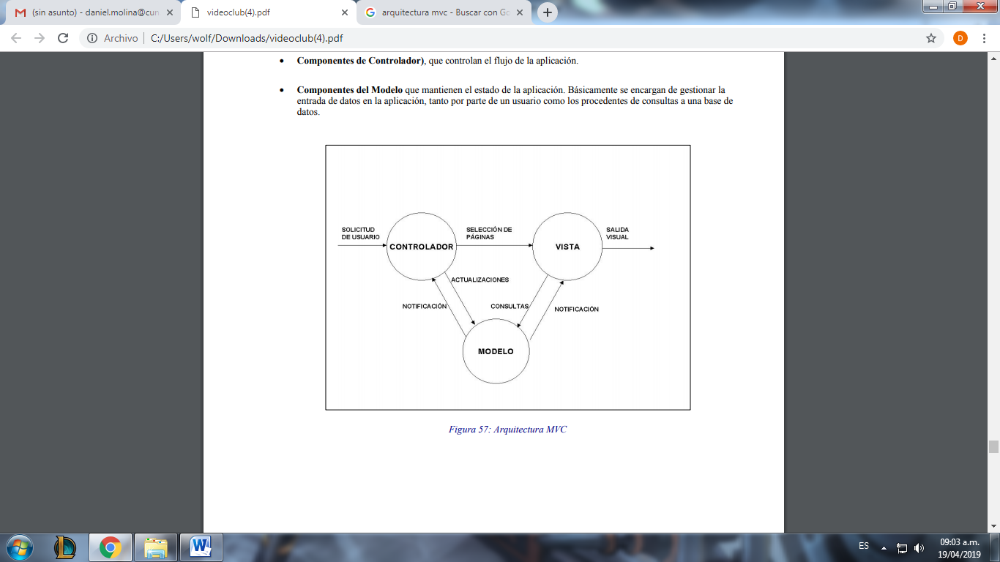 (sin asunto) - daniel.molina@cun
videoclub(4).pdf
arquitectura mvc - Buscar con Go
Archivo
C:/Users/wolf/Downloads/videoclub(4).pdf
D
• Componentes de Controlador), que controlan el flujo de la aplicación.
• Componentes del Modelo que mantienen el estado de la aplicación. Básicamente se encargan de gestionar la
entrada de datos en la aplicación, tanto por parte de un usuario como los procedentes de consultas a una base de
datos.
SOLICITUD
DE USUARIO
CONTROLADOR
SELECCIÓN DE
PÁGINAS
VISTA
SALIDA
VISUAL
ACTUALIZACIONES
NOTIFICACIÓN
CONSULTAS
NOTIFICACIÓN
MODELO
Figura 57: Arquitectura MVC
ES
09:03 a.m.
19/04/2019